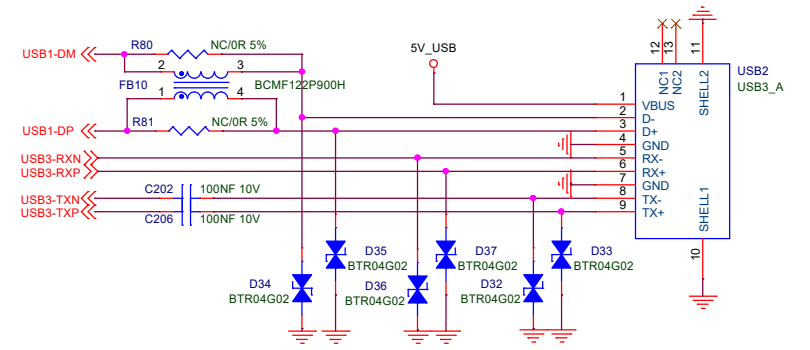 R80 NC/0R 5%
USB1-DM
2 3
FB10 BCMF122P900H
1 4
R81 NC/0R 5%
USB1-DP
USB3-RXN
USB3-RXP
C202 100NF 10V
USB3-TXN
USB3-TXP
C206 100NF 10V
5V_USB
12 13 11
NC1
NC2
SHELL2
USB2
USB3_A
1 VBUS
2 D-
3 D+
4 GND
5 RX-
6 RX+
7 GND
8 TX-
9 TX+
SHELL1
10
D35
BTR04G02
D37
BTR04G02
D33
BTR04G02
D34
BTR04G02
D36
BTR04G02
D32
BTR04G02